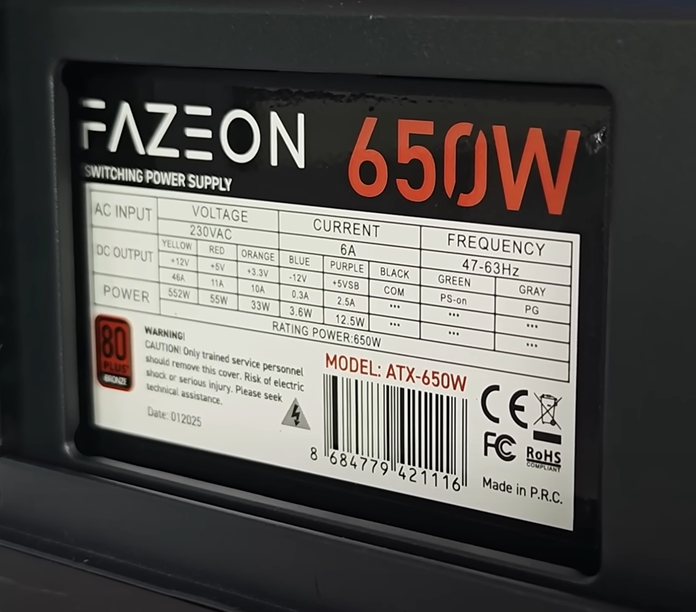 FAZEON
650W
SWITCHING POWER SUPPLY
AC INPUT VOLTAGE CURRENT FREQUENCY
230VAC 6A 47-63Hz
DC OUTPUT YELLOW RED ORANGE BLUE PURPLE BLACK GREEN GRAY
+12V +5V +3.3V -12V +5VSB COM PS-on PG
46A 11A 10A 0.3A 2.5A ... ... ...
POWER 552W 55W 33W 3.6W 12.5W ... ... ...
RATING POWER:650W
80
PLUS
BRONZE
WARNING!
CAUTION! Only trained service personnel
should remove this cover. Risk of electric
shock or serious injury. Please seek
technical assistance.
Date: 012025
MODEL: ATX-650W
8 684779 421116
CE
FC
RoHS
COMPLIANT
Made in P.R.C.